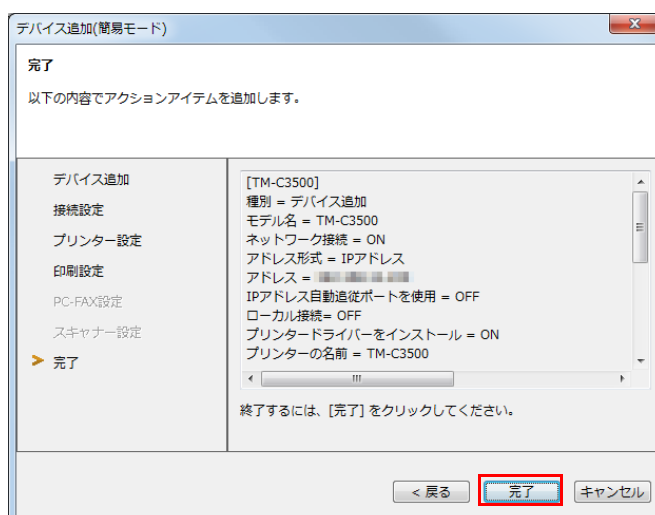 デバイス追加(簡易モード)
完了
以下の内容でアクションアイテムを追加します。
デバイス追加
接続設定
プリンター設定
印刷設定
PC-FAX設定
スキャナー設定
完了
[TM-C3500]
種別 = デバイス追加
モデル名 = TM-C3500
ネットワーク接続 = ON
アドレス形式 = IPアドレス
アドレス =
IPアドレス自動追従ポートを使用 = OFF
ローカル接続= OFF
プリンタードライバーをインストール = ON
プリンターの名前 = TM-C3500
終了するには、[完了] をクリックしてください。
< 戻る
完了
キャンセル